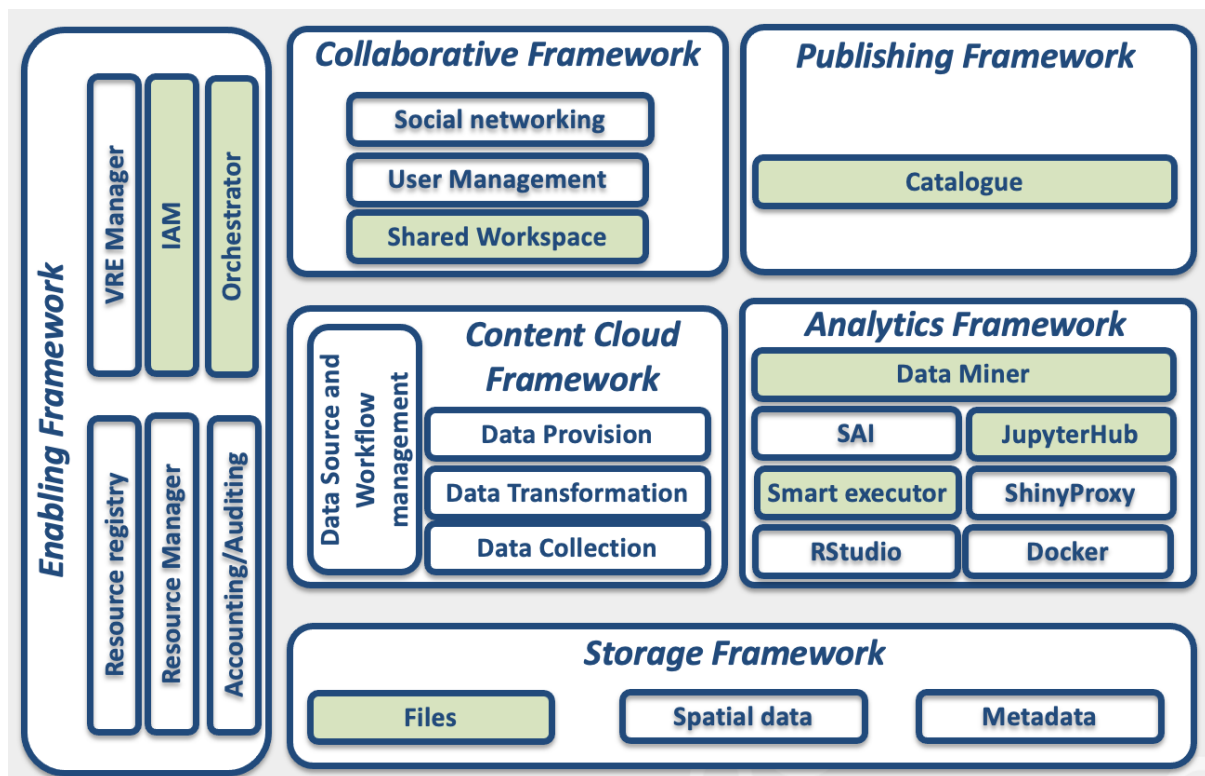 Enabling Framework
VRE Manager
IAM
Orchestrator
Resource registry
Resource Manager
Accounting/Auditing
Collaborative Framework
Social networking
User Management
Shared Workspace
Publishing Framework
Catalogue
Content Cloud
Framework
Data Source and
Workflow
management
Data Provision
Data Transformation
Data Collection
Analytics Framework
Data Miner
SAI
JupyterHub
Smart executor
ShinyProxy
RStudio
Docker
Storage Framework
Files
Spatial data
Metadata